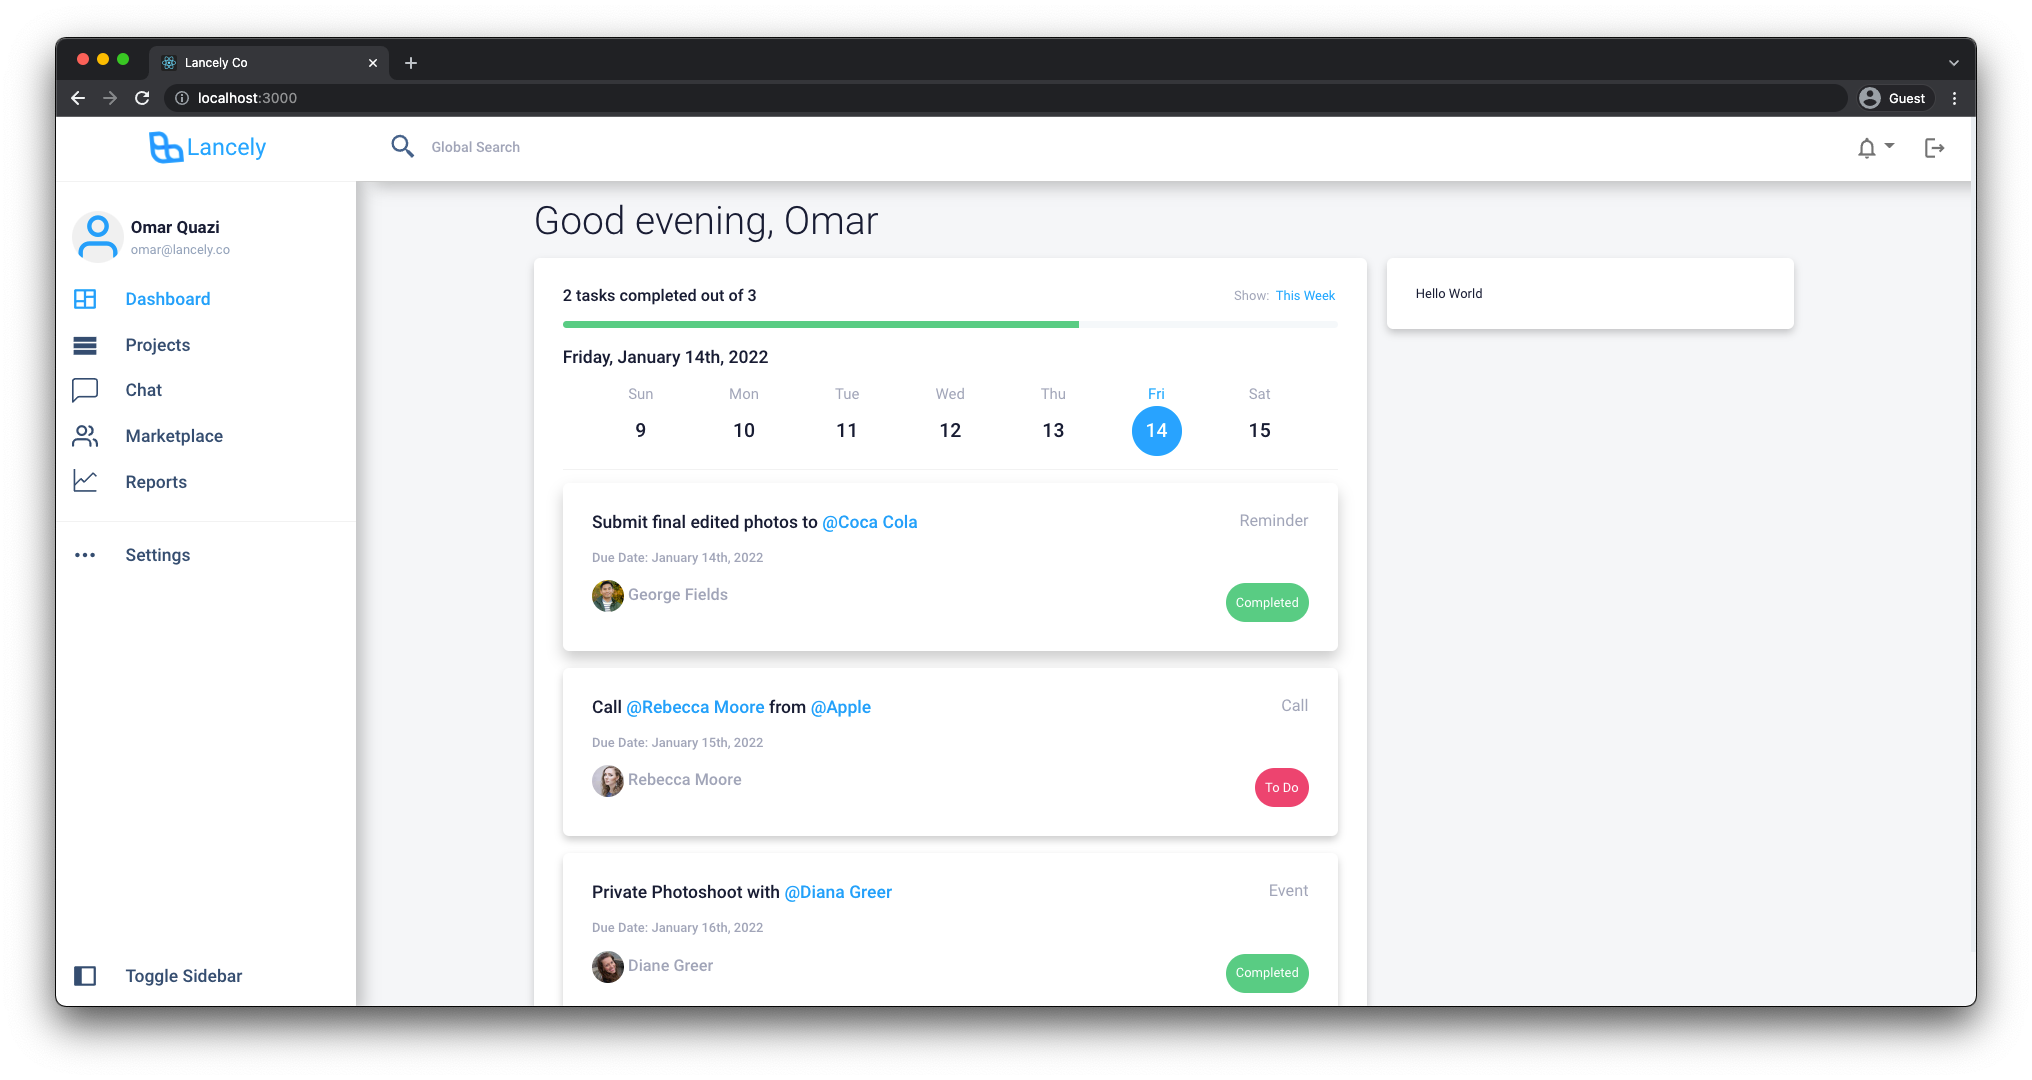 Lancely Co
localhost:3000
Guest
Lancely
Global Search
Omar Quazi
omar@lancely.co
Dashboard
Projects
Chat
Marketplace
Reports
Settings
Toggle Sidebar
Good evening, Omar
2 tasks completed out of 3
Show: This Week
Friday, January 14th, 2022
Sun Mon Tue Wed Thu Fri Sat
9 10 11 12 13 14 15
Submit final edited photos to @Coca Cola
Reminder
Due Date: January 14th, 2022
George Fields
Completed
Call @Rebecca Moore from @Apple
Call
Due Date: January 15th, 2022
Rebecca Moore
To Do
Private Photoshoot with @Diana Greer
Event
Due Date: January 16th, 2022
Diane Greer
Completed
Hello World